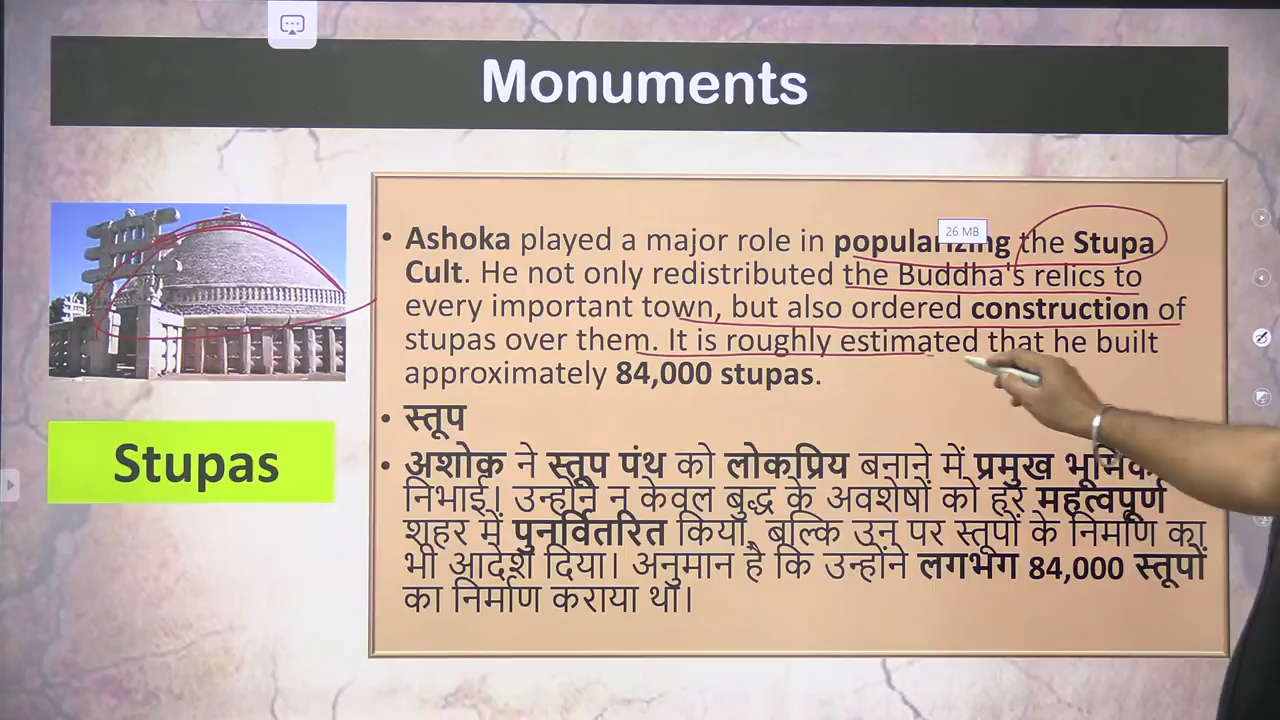 Monuments
26 MB
• Ashoka played a major role in popularizing the Stupa
Cult. He not only redistributed the Buddha's relics to
every important town, but also ordered construction of
stupas over them. It is roughly estimated that he built
approximately 84,000 stupas.
Stupas
• स्तूप
• अशोक ने स्तूप पंथ को लोकप्रिय बनाने में प्रमुख
निभाई। उन्होंने न केवल बुद्ध के अवशेषों को हर महत्वपूर्ण
शहर में पुनर्वितरित किया, बल्कि उन पर स्तूपों के निर्माण का
भी आदेश दिया। अनुमान है कि उन्होंने लगभग 84,000 स्तूपों
का निर्माण कराया था।